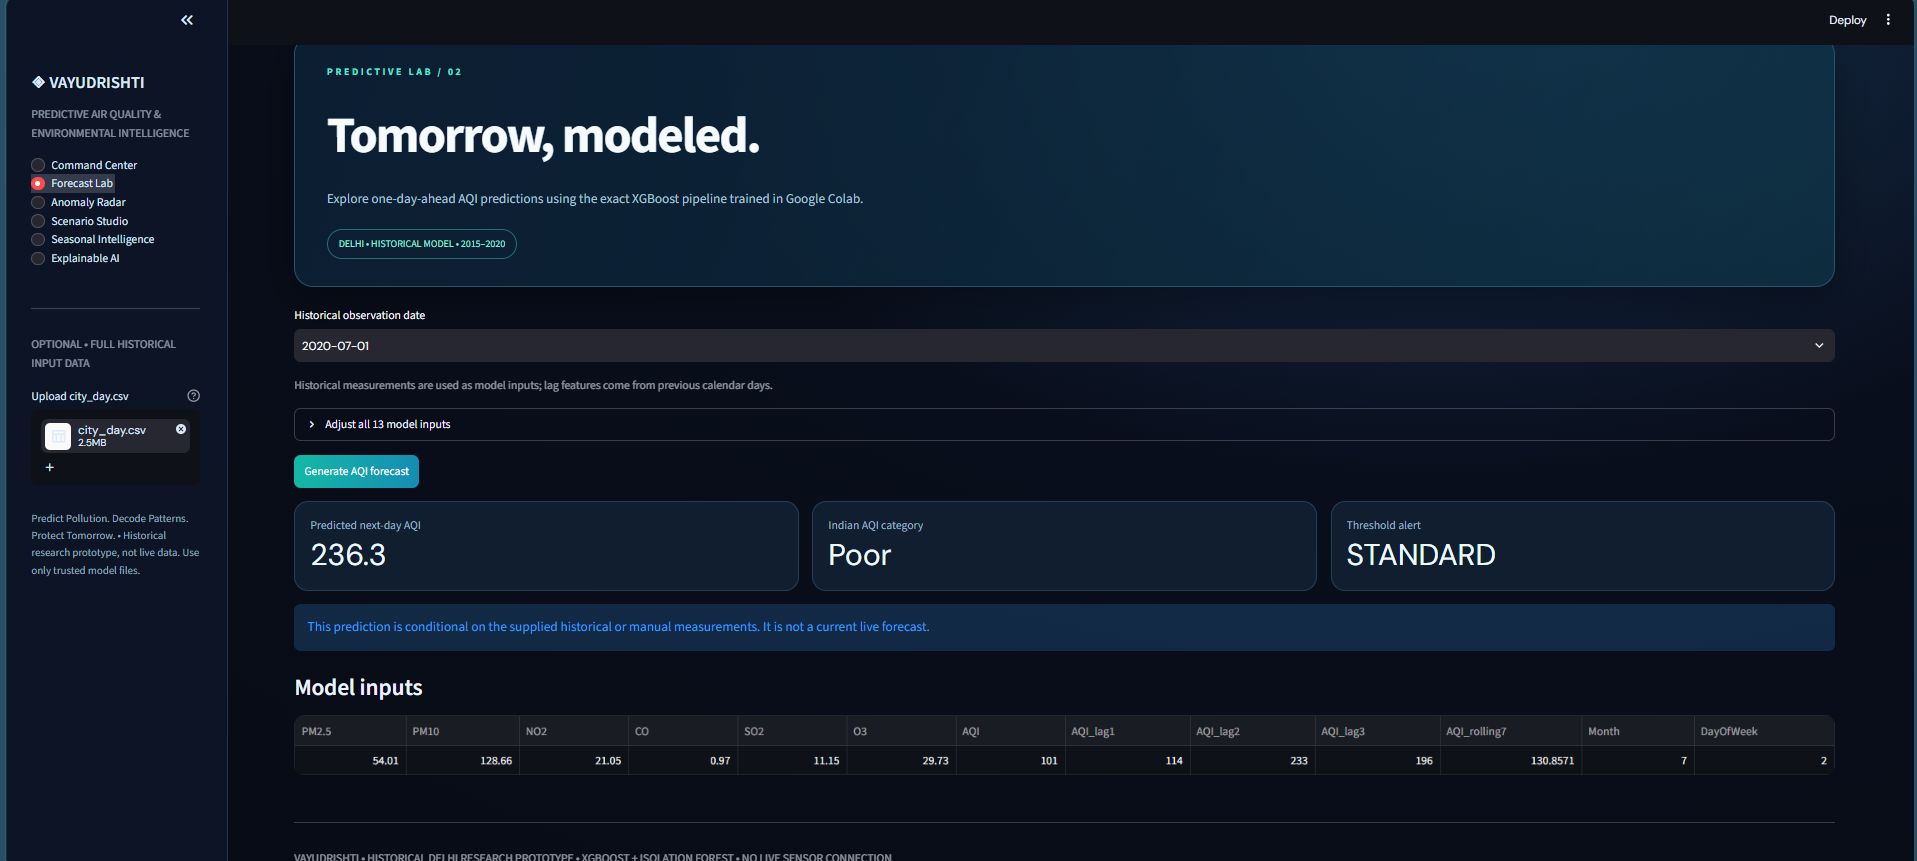 Deploy
◈ VAYUDRISHTI
PREDICTIVE AIR QUALITY &
ENVIRONMENTAL INTELLIGENCE
Command Center
Forecast Lab
Anomaly Radar
Scenario Studio
Seasonal Intelligence
Explainable AI
OPTIONAL • FULL HISTORICAL
INPUT DATA
Upload city_day.csv
city_day.csv
2.5MB
+
Predict Pollution. Decode Patterns.
Protect Tomorrow. • Historical
research prototype, not live data. Use
only trusted model files.
PREDICTIVE LAB / 02
Tomorrow, modeled.
Explore one-day-ahead AQI predictions using the exact XGBoost pipeline trained in Google Colab.
DELHI • HISTORICAL MODEL • 2015–2020
Historical observation date
2020-07-01
Historical measurements are used as model inputs; lag features come from previous calendar days.
Adjust all 13 model inputs
Generate AQI forecast
Predicted next-day AQI
236.3
Indian AQI category
Poor
Threshold alert
STANDARD
This prediction is conditional on the supplied historical or manual measurements. It is not a current live forecast.
Model inputs
PM2.5 PM10 NO2 CO SO2 O3 AQI AQI_lag1 AQI_lag2 AQI_lag3 AQI_rolling7 Month DayOfWeek
54.01 128.66 21.05 0.97 11.15 29.73 101 114 233 196 130.8571 7 2
VAYUDRISHTI • HISTORICAL DELHI RESEARCH PROTOTYPE • XGBOOST + ISOLATION FOREST • NO LIVE SENSOR CONNECTION